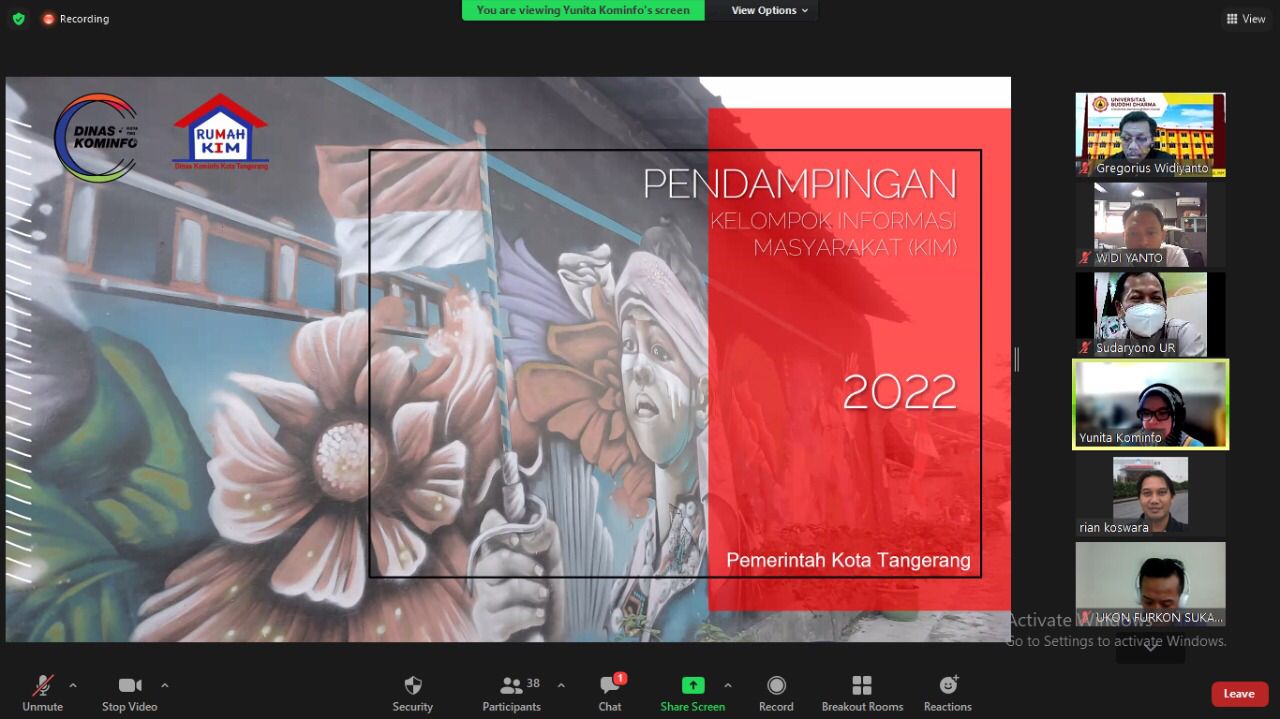 Recording
You are viewing Yunita Kominfo's screen
View Options
View
DINAS
KOMINFO
RUMAH
KIM
Dinas Kominfo Kota Tangerang
PENDAMPINGAN
KELOMPOK INFORMASI
MASYARAKAT (KIM)
2022
Pemerintah Kota Tangerang
UNIVERSITAS
BUDDHI DHARMA
Gregorius Widiyanto
WIDI YANTO
Sudaryono UR
Yunita Kominfo
rian koswara
UKON FURKON SUKA...
Activate Windows
Go to Settings to activate Windows.
Unmute
Stop Video
Security
38
Participants
1
Chat
Share Screen
Record
Breakout Rooms
Reactions
Leave